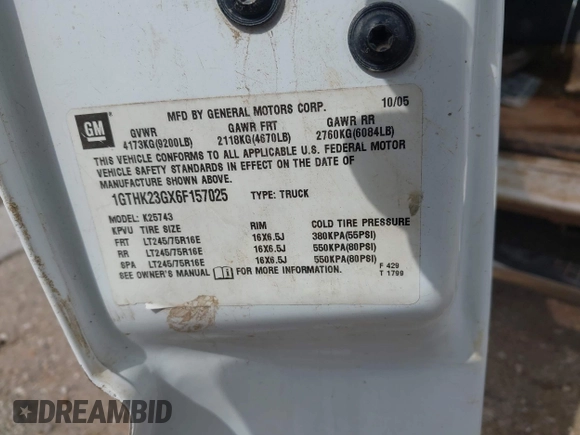 MFD BY GENERAL MOTORS CORP. 10/05
GM
GVWR GAWR FRT GAWR RR
4173KG(9200LB) 2118KG(4670LB) 2760KG(6084LB)
THIS VEHICLE CONFORMS TO ALL APPLICABLE U.S. FEDERAL MOTOR
VEHICLE SAFETY STANDARDS IN EFFECT ON THE DATE OF
MANUFACTURE SHOWN ABOVE.
1GTHK23GX6F157025 TYPE: TRUCK
MODEL: K25743
KPVU TIRE SIZE RIM COLD TIRE PRESSURE
FRT LT245/75R16E 16X6.5J 380KPA(55PSI)
RR LT245/75R16E 16X6.5J 550KPA(80PSI)
SPA LT245/75R16E 16X6.5J 550KPA(80PSI)
SEE OWNER'S MANUAL FOR MORE INFORMATION. F 429
T 1709
DREAMBID